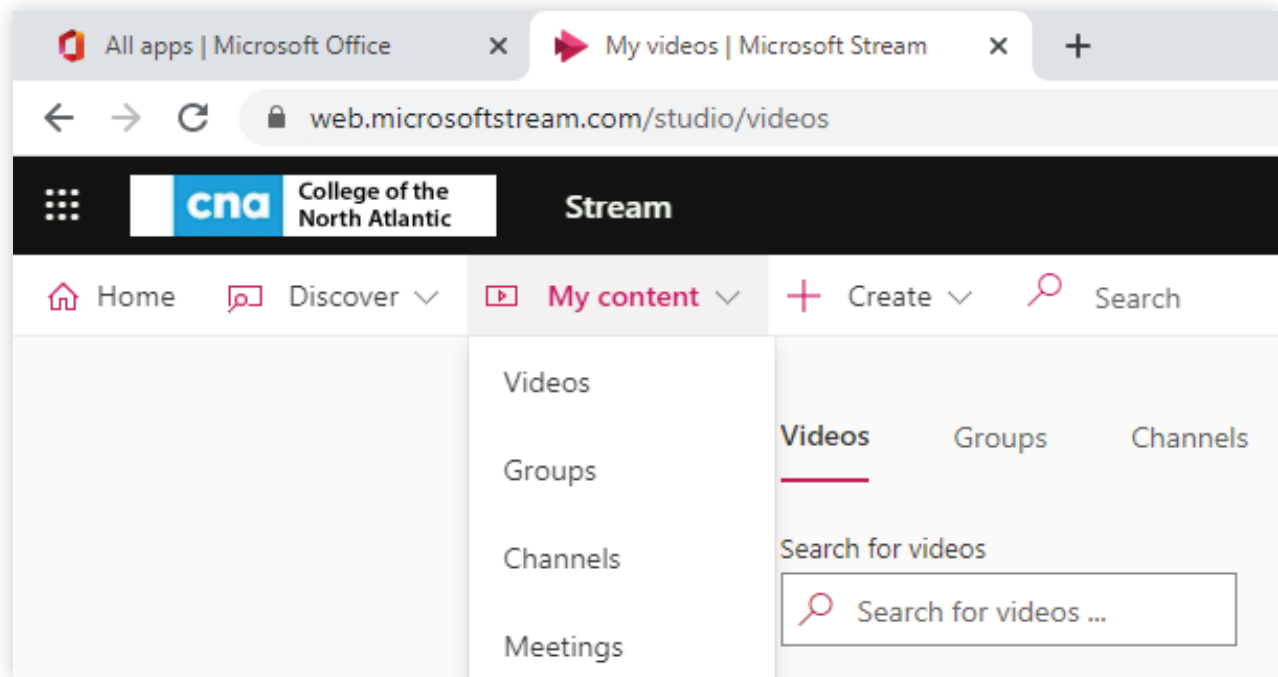 All apps | Microsoft Office
My videos | Microsoft Stream
web.microsoftstream.com/studio/videos
cna College of the
North Atlantic
Stream
Home Discover My content Create Search
Videos
Groups
Channels
Meetings
Videos Groups Channels
Search for videos
Search for videos ...